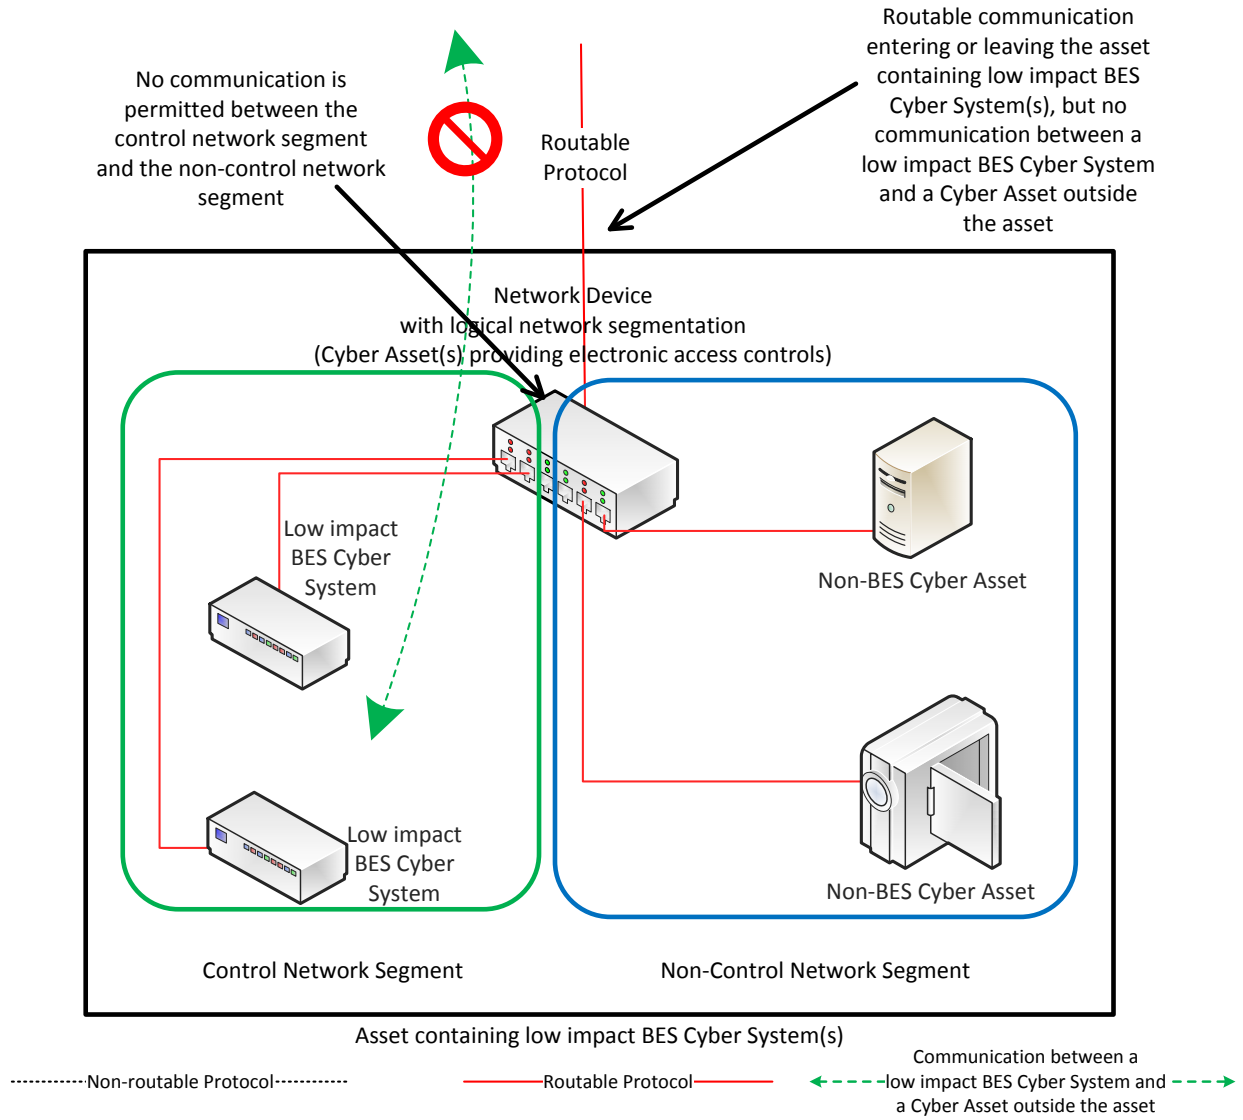 No communication is
permitted between the
control network segment
and the non-control network
segment
Routable
Protocol
Routable communication
entering or leaving the asset
containing low impact BES
Cyber System(s), but no
communication between a
low impact BES Cyber System
and a Cyber Asset outside
the asset
Network Device
with logical network segmentation
(Cyber Asset(s) providing electronic access controls)
Low impact
BES Cyber
System
Low impact
BES Cyber
System
Non-BES Cyber Asset
Non-BES Cyber Asset
Control Network Segment
Non-Control Network Segment
Asset containing low impact BES Cyber System(s)
Non-routable Protocol
Routable Protocol
Communication between a
low impact BES Cyber System and
a Cyber Asset outside the asset